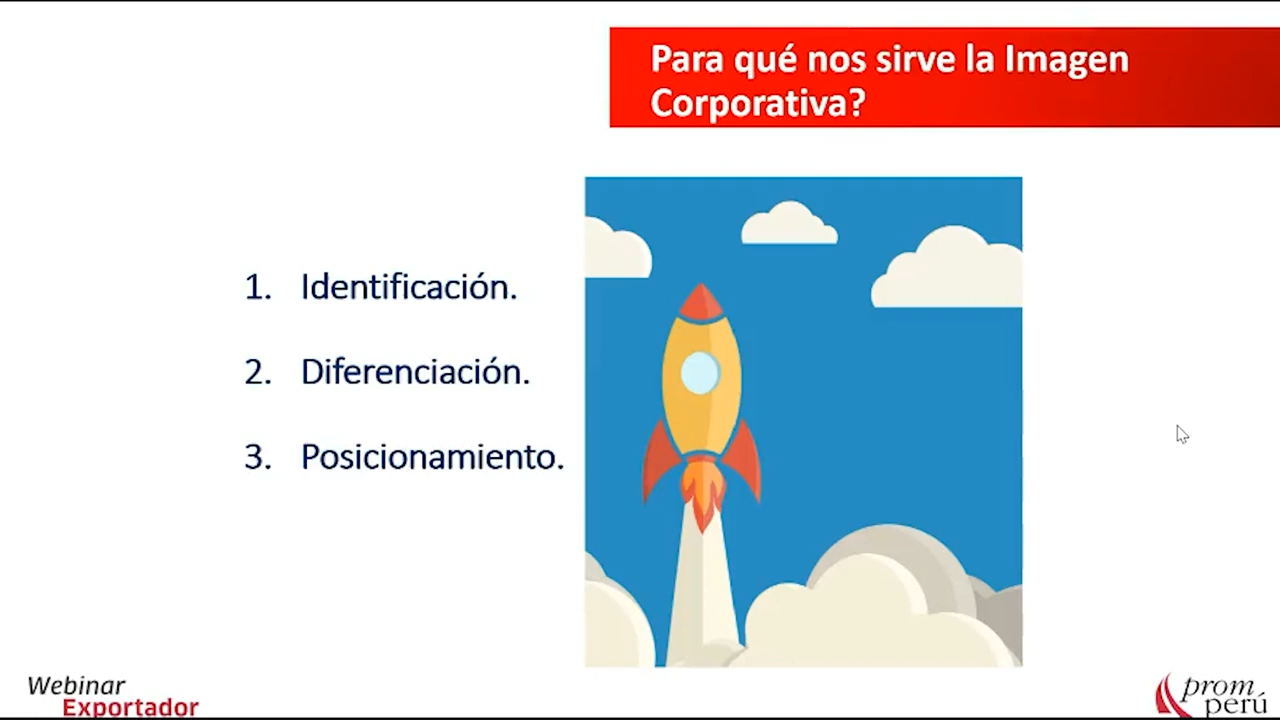 Para qué nos sirve la Imagen
Corporativa?
1. Identificación.
2. Diferenciación.
3. Posicionamiento.
Webinar
Exportador
prom
perú